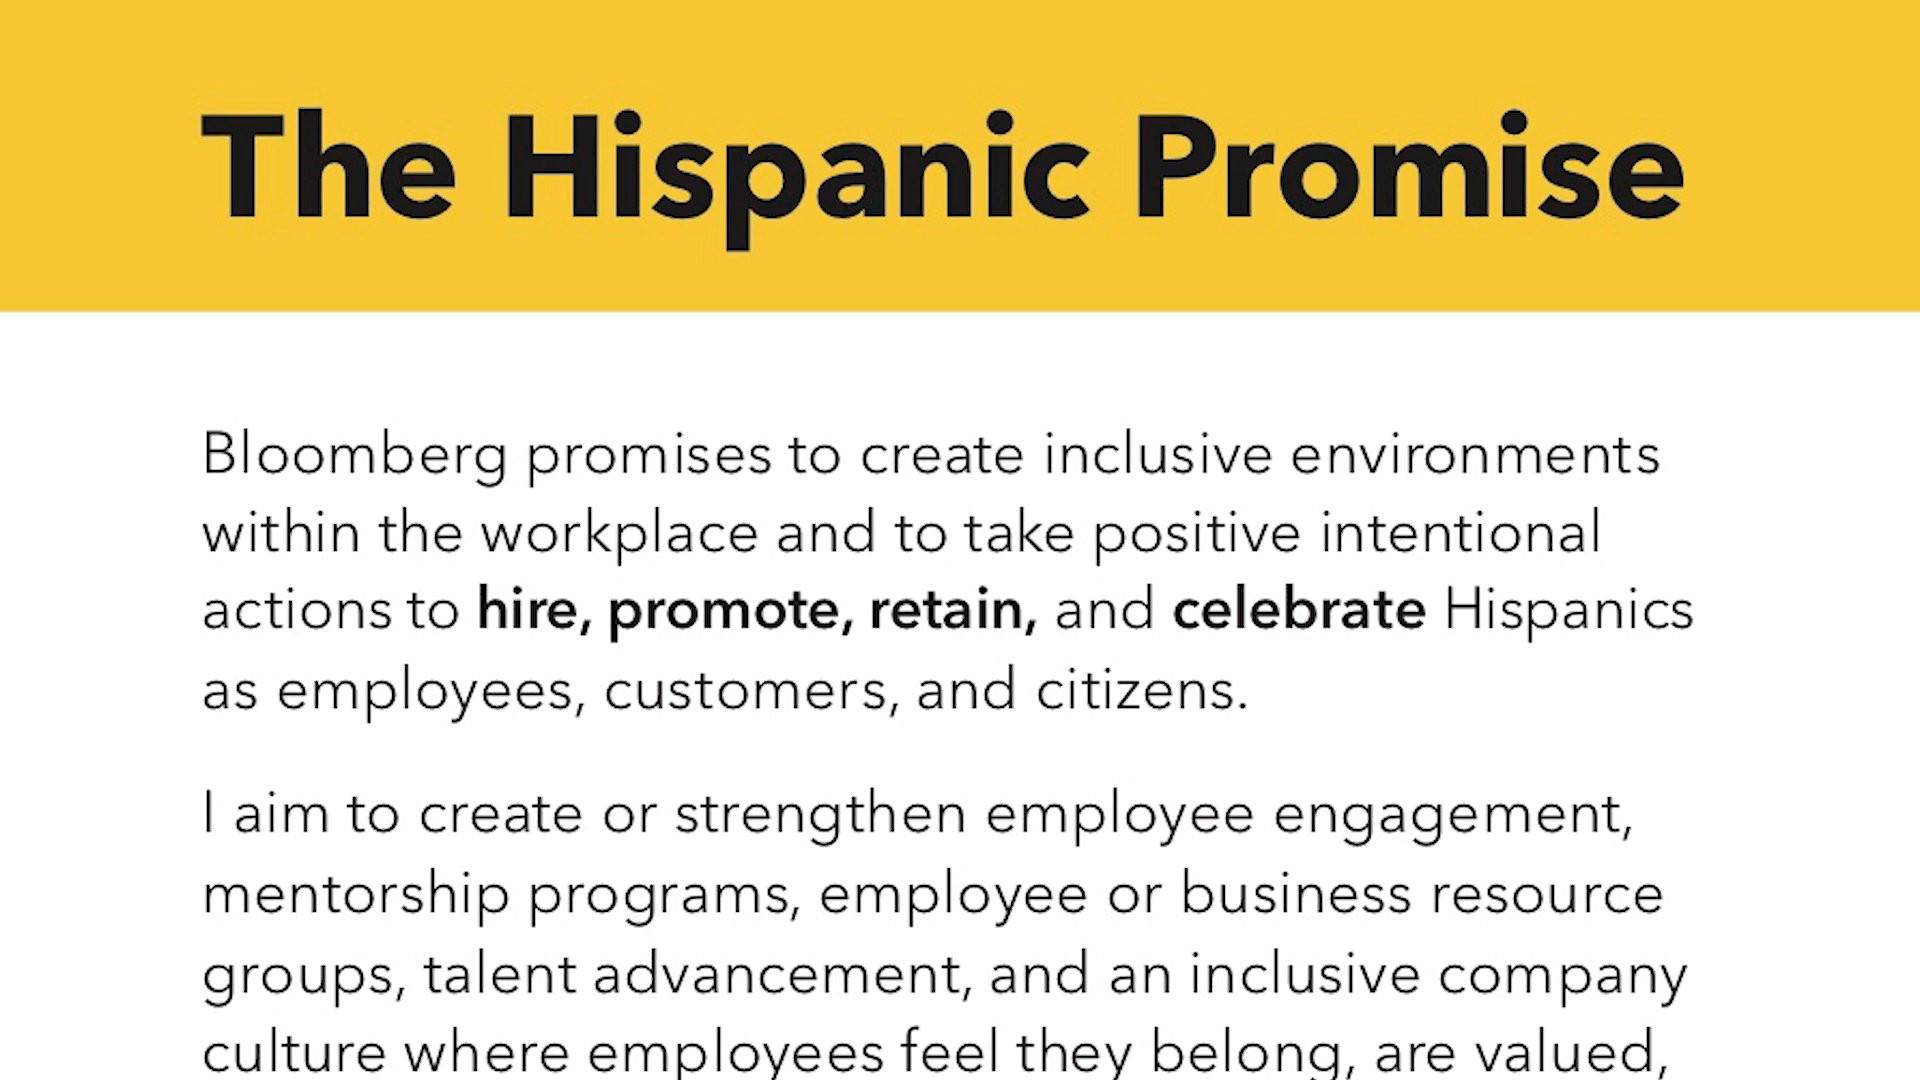 The Hispanic Promise
Bloomberg promises to create inclusive environments
within the workplace and to take positive intentional
actions to hire, promote, retain, and celebrate Hispanics
as employees, customers, and citizens.
I aim to create or strengthen employee engagement,
mentorship programs, employee or business resource
groups, talent advancement, and an inclusive company
culture where employees feel they belong, are valued,